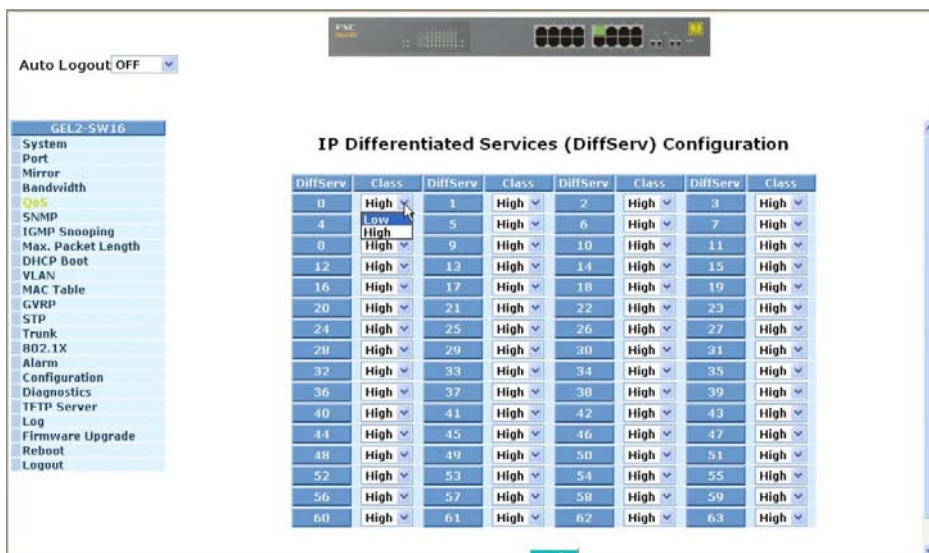 FXC
Auto Logout OFF
GEL2-SW16
System
Port
Mirror
Bandwidth
QoS
SNMP
IGMP Snooping
Max. Packet Length
DHCP Boot
VLAN
MAC Table
GVRP
STP
Trunk
802.1X
Alarm
Configuration
Diagnostics
TFTP Server
Log
Firmware Upgrade
Reboot
Logout
IP Differentiated Services (DiffServ) Configuration
DiffServ Class DiffServ Class DiffServ Class DiffServ Class
0 High 1 High 2 High 3 High
Low
High
4 5 High 6 High 7 High
8 High 9 High 10 High 11 High
12 High 13 High 14 High 15 High
16 High 17 High 18 High 19 High
20 High 21 High 22 High 23 High
24 High 25 High 26 High 27 High
28 High 29 High 30 High 31 High
32 High 33 High 34 High 35 High
36 High 37 High 38 High 39 High
40 High 41 High 42 High 43 High
44 High 45 High 46 High 47 High
48 High 49 High 50 High 51 High
52 High 53 High 54 High 55 High
56 High 57 High 58 High 59 High
60 High 61 High 62 High 63 High